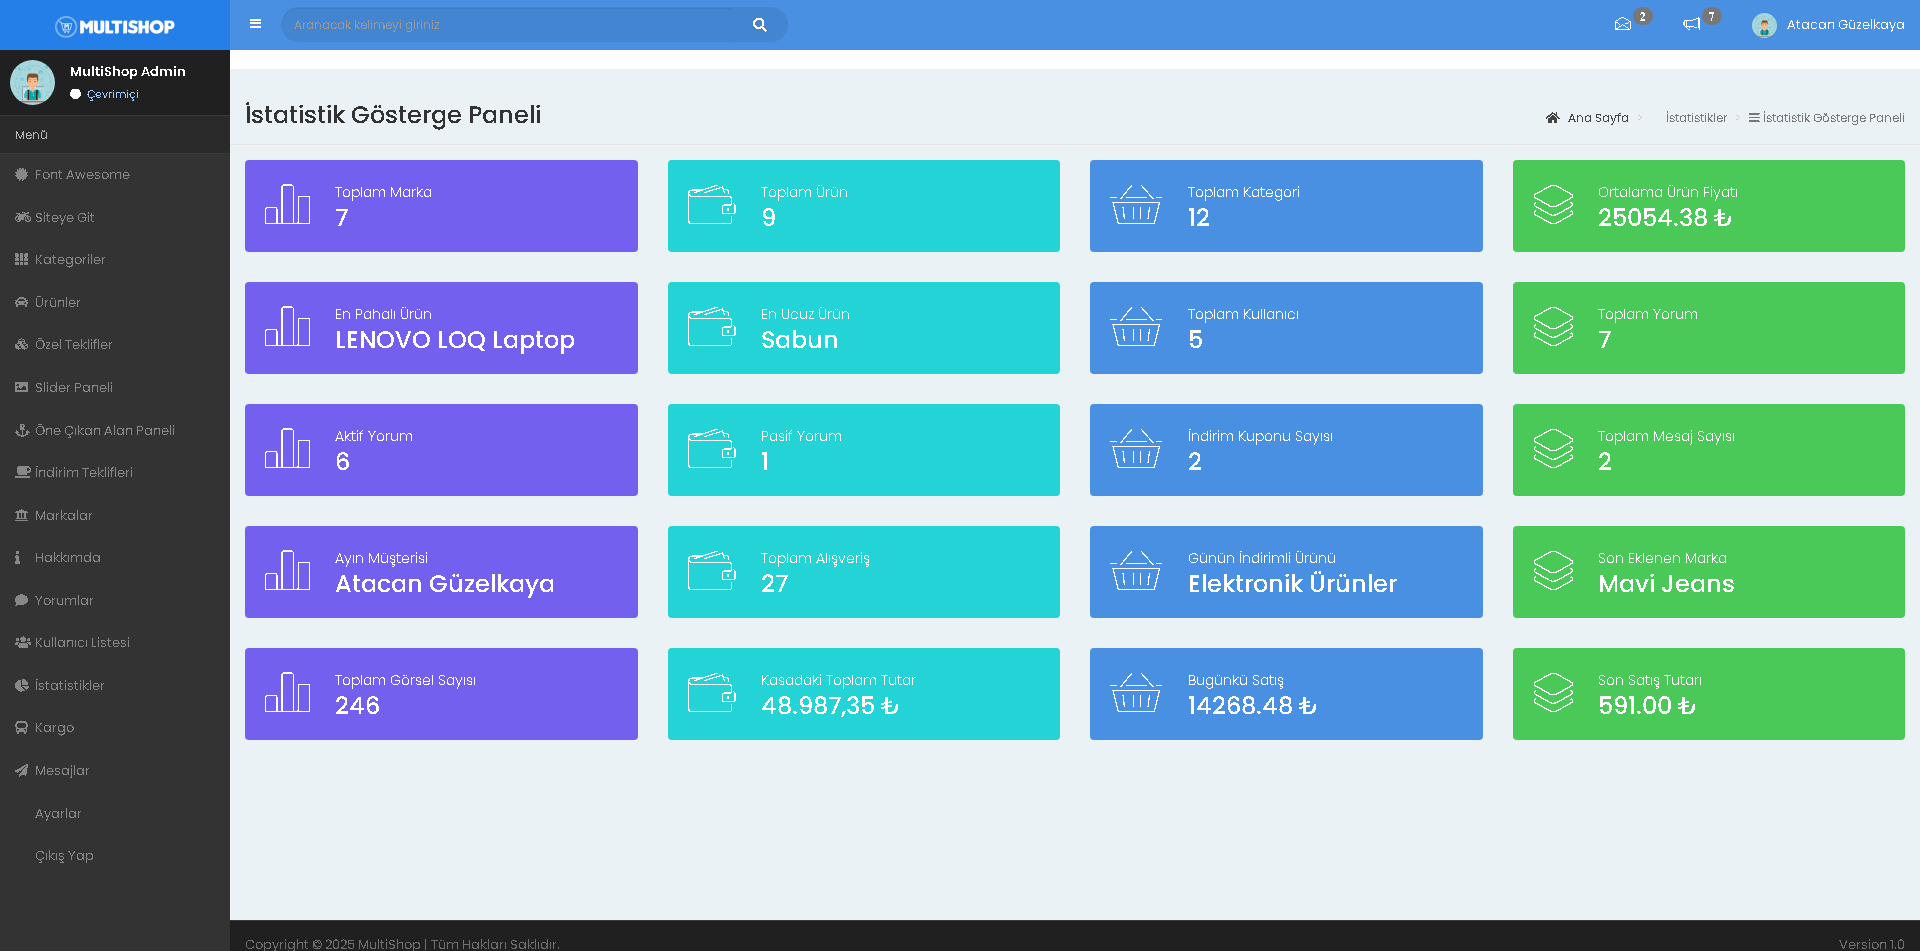 MULTISHOP
Aranacak kelimeyi giriniz
2
7
Atacan Güzelkaya
MultiShop Admin
Çevrimiçi
Menü
Font Awesome
Siteye Git
Kategoriler
Ürünler
Özel Teklifler
Slider Paneli
Öne Çıkan Alan Paneli
İndirim Teklifleri
Markalar
Hakkımda
Yorumlar
Kullanıcı Listesi
İstatistikler
Kargo
Mesajlar
Ayarlar
Çıkış Yap
İstatistik Gösterge Paneli
Ana Sayfa > İstatistikler > İstatistik Gösterge Paneli
Toplam Marka
7
Toplam Ürün
9
Toplam Kategori
12
Ortalama Ürün Fiyatı
25054.38 ₺
En Pahalı Ürün
LENOVO LOQ Laptop
En Ucuz Ürün
Sabun
Toplam Kullanıcı
5
Toplam Yorum
7
Aktif Yorum
6
Pasif Yorum
1
İndirim Kuponu Sayısı
2
Toplam Mesaj Sayısı
2
Ayın Müşterisi
Atacan Güzelkaya
Toplam Alışveriş
27
Günün İndirimli Ürünü
Elektronik Ürünler
Son Eklenen Marka
Mavi Jeans
Toplam Görsel Sayısı
246
Kasadaki Toplam Tutar
48.987,35 ₺
Bugünkü Satış
14268.48 ₺
Son Satış Tutarı
591.00 ₺
Copyright © 2025 MultiShop | Tüm Hakları Saklıdır.
Version 1.0